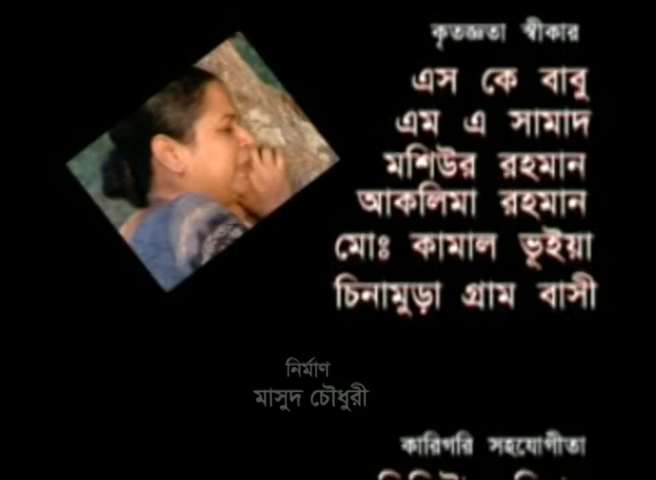 কৃতজ্ঞতা স্বীকার
এস কে বাবু
এম এ সামাদ
মশিউর রহমান
আকলিমা রহমান
মোঃ কামাল ভূইয়া
চিনামুড়া গ্রাম বাসী
নির্মাণ
মাসুদ চৌধুরী
কারিগরি সহযোগীতা